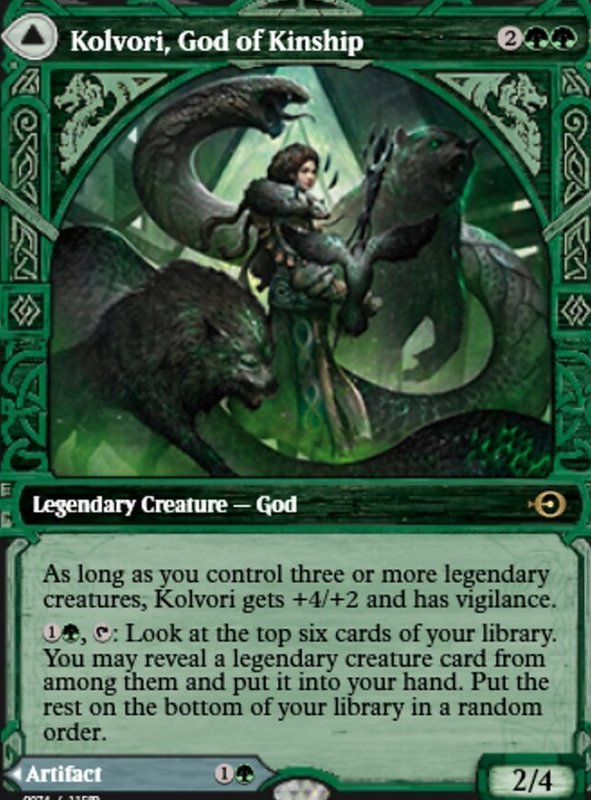 Kolvori, God of Kinship 2
Legendary Creature — God
As long as you control three or more legendary
creatures, Kolvori gets +4/+2 and has vigilance.
1, : Look at the top six cards of your library.
You may reveal a legendary creature card from
among them and put it into your hand. Put the
rest on the bottom of your library in a random
order.
Artifact 1
2/4